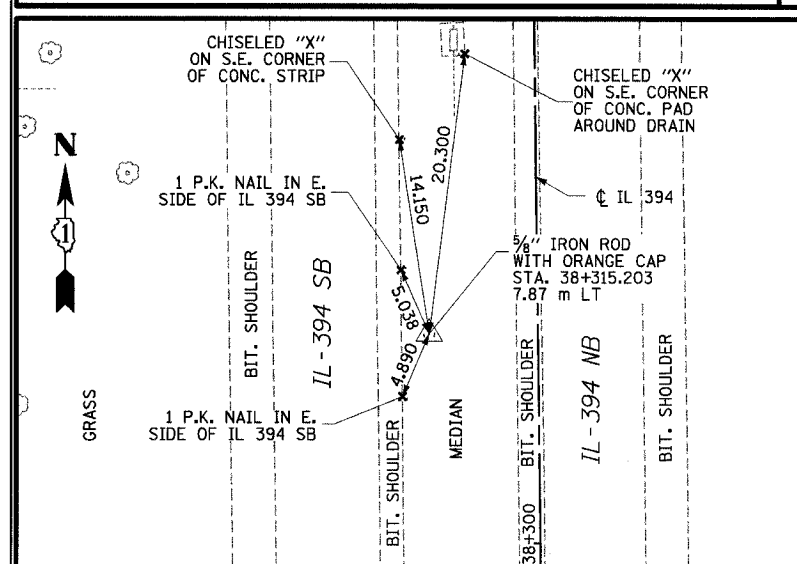 CHISELED "X"
ON S.E. CORNER
OF CONC. STRIP
CHISELED "X"
ON S.E. CORNER
OF CONC. PAD
AROUND DRAIN
N
1
20.300
14.150
1 P.K. NAIL IN E.
SIDE OF IL 394 SB
℄ IL 394
5/8" IRON ROD
WITH ORANGE CAP
STA. 38+315.203
7.87 m LT
5.038
4.890
1 P.K. NAIL IN E.
SIDE OF IL 394 SB
GRASS
BIT. SHOULDER
IL-394 SB
BIT. SHOULDER
MEDIAN
BIT. SHOULDER
38+300
IL-394 NB
BIT. SHOULDER